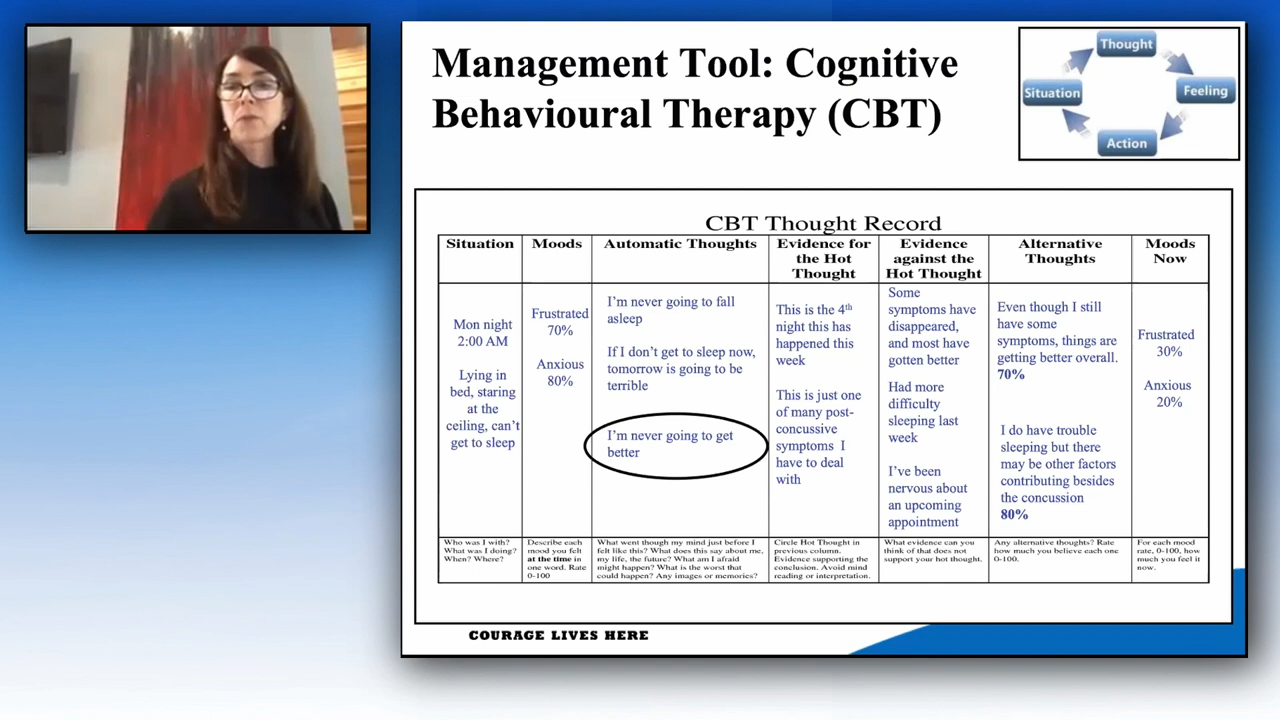 Management Tool: Cognitive
Behavioural Therapy (CBT)
Thought
Situation
Feeling
Action
CBT Thought Record
Situation
Moods
Automatic Thoughts
Evidence for
the Hot
Thought
Evidence
against the
Hot Thought
Alternative
Thoughts
Moods
Now
Mon night
2:00 AM
Lying in
bed, staring
at the
ceiling, can't
get to sleep
Frustrated
70%
Anxious
80%
I'm never going to fall
asleep
If I don't get to sleep now,
tomorrow is going to be
terrible
I'm never going to get
better
This is the 4th
night this has
happened this
week
This is just one
of many post-
concussive
symptoms I
have to deal
with
Some
symptoms have
disappeared,
and most have
gotten better
Had more
difficulty
sleeping last
week
I've been
nervous about
an upcoming
appointment
Even though I still
have some
symptoms, things are
getting better overall.
70%
I do have trouble
sleeping but there
may be other factors
contributing besides
the concussion
80%
Frustrated
30%
Anxious
20%
Who was I with?
What was I doing?
When? Where?
Describe each
mood you felt
at the time in
one word. Rate
0-100
What went though my mind just before I
felt like this? What does this say about me,
my life, the future? What am I afraid
might happen? What is the worst that
could happen? Any images or memories?
Circle Hot Thought in
previous column.
Evidence supporting the
conclusion. Avoid mind
reading or interpretation.
What evidence can you
think of that does not
support your hot thought.
Any alternative thoughts? Rate
how much you believe each one
0-100.
For each mood
rate, 0-100, how
much you feel it
now.
COURAGE LIVES HERE